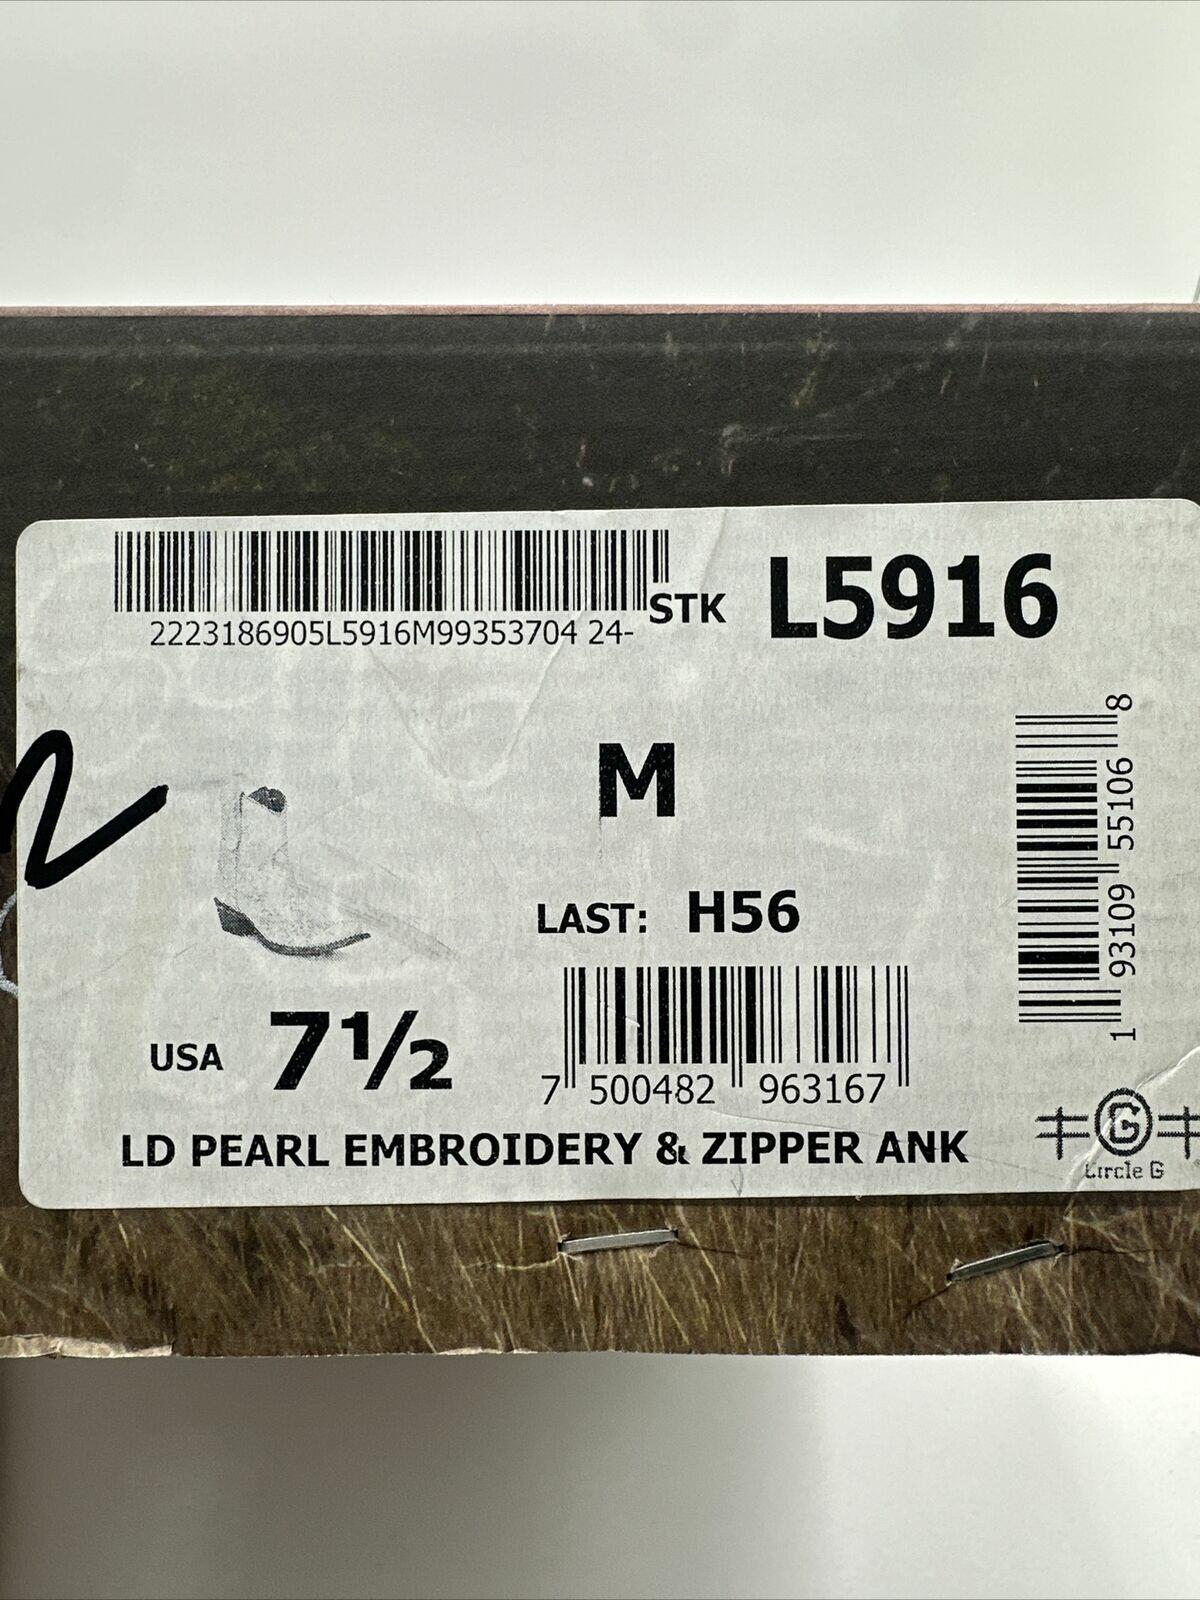 2223186905L5916M99353704 24-
STK L5916
2
M
LAST: H56
USA 7½
7 500482 963167
1 93109 55106 8
LD PEARL EMBROIDERY & ZIPPER ANK
G
Circle G